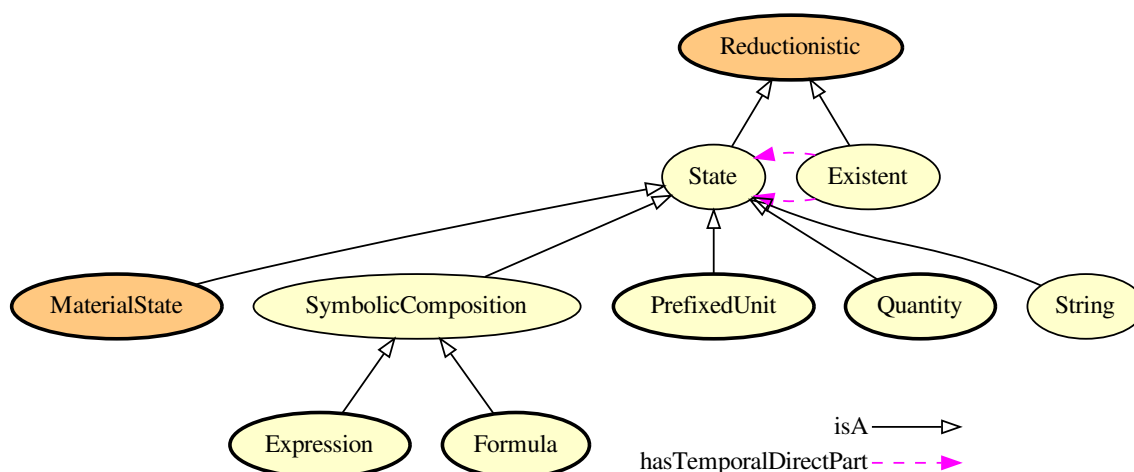 Reductionistic
State
Existent
MaterialState
SymbolicComposition
PrefixedUnit
Quantity
String
Expression
Formula
isA
hasTemporalDirectPart